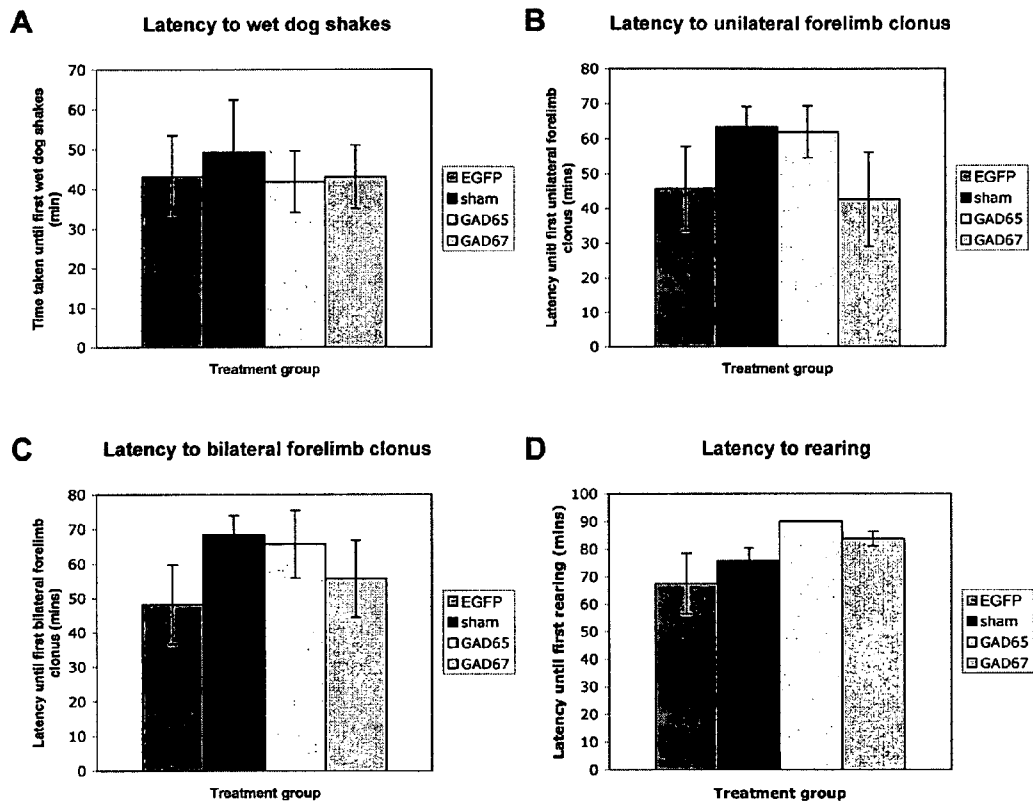 A
Latency to wet dog shakes
Time taken until first wet dog shakes
(min)
70
60
50
40
30
20
10
0
Treatment group
EGFP
sham
GAD65
GAD67
B
Latency to unilateral forelimb clonus
Latency until first unilateral forelimb
clonus (mins)
80
70
60
50
40
30
20
10
0
Treatment group
EGFP
sham
GAD65
GAD67
C
Latency to bilateral forelimb clonus
Latency until first bilateral forelimb
clonus (mins)
80
70
60
50
40
30
20
10
0
Treatment group
EGFP
sham
GAD65
GAD67
D
Latency to rearing
Latency until first rearing (mins)
100
90
80
70
60
50
40
30
20
10
0
Treatment group
EGFP
sham
GAD65
GAD67